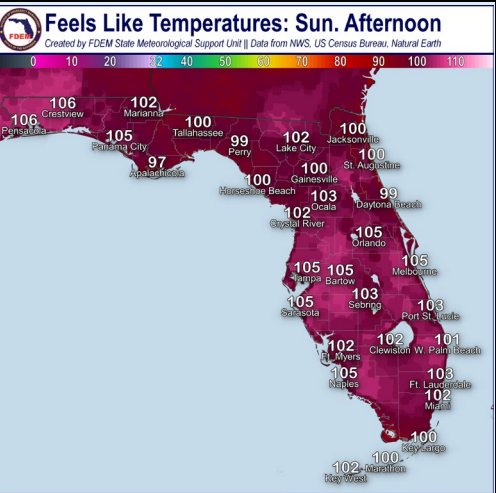 FDEM
Feels Like Temperatures: Sun. Afternoon
Created by FDEM State Meteorological Support Unit || Data from NWS, US Census Bureau, Natural Earth
0 10 20 32 40 50 60 70 80 90 100 110
106
Crestview
102
Marianna
106
Pensacola
100
Tallahassee
105
Panama City
99
Perry
102
Lake City
100
Jacksonville
97
Apalachicola
100
St. Augustine
100
Gainesville
100
Horseshoe Beach
103
Ocala
99
Daytona Beach
102
Crystal River
105
Orlando
105
Melbourne
105
Tampa
105
Bartow
105
Sarasota
103
Sebring
103
Port St. Lucie
102
Ft. Myers
102
Clewiston
101
W. Palm Beach
105
Naples
103
Ft. Lauderdale
102
Miami
100
Key Largo
100
Marathon
102
Key West